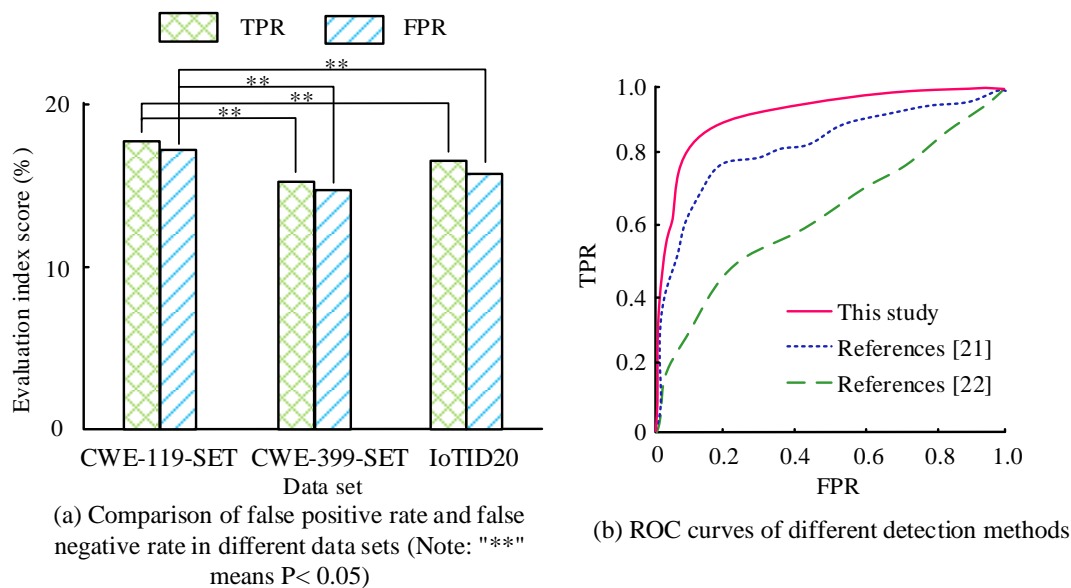 TPR
FPR
**
**
**
**
Evaluation index score (%)
20
10
0
CWE-119-SET
CWE-399-SET
IoTID20
Data set
(a) Comparison of false positive rate and false
negative rate in different data sets (Note: "**"
means P< 0.05)
TPR
1.0
0.8
0.6
0.4
0.2
0
This study
References [21]
References [22]
0
0.2
0.4
0.6
0.8
1.0
FPR
(b) ROC curves of different detection methods